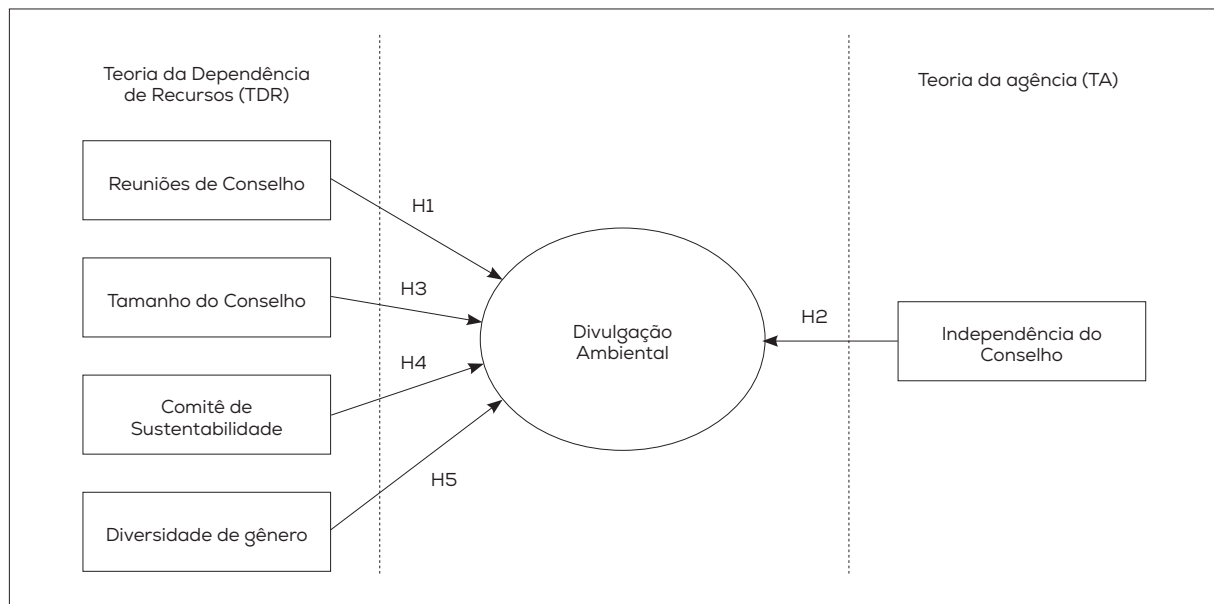 Teoria da Dependência
de Recursos (TDR)
Reuniões de Conselho
Tamanho do Conselho
Comitê de
Sustentabilidade
Diversidade de gênero
H1
H3
H4
H5
Divulgação
Ambiental
H2
Teoria da agência (TA)
Independência do
Conselho